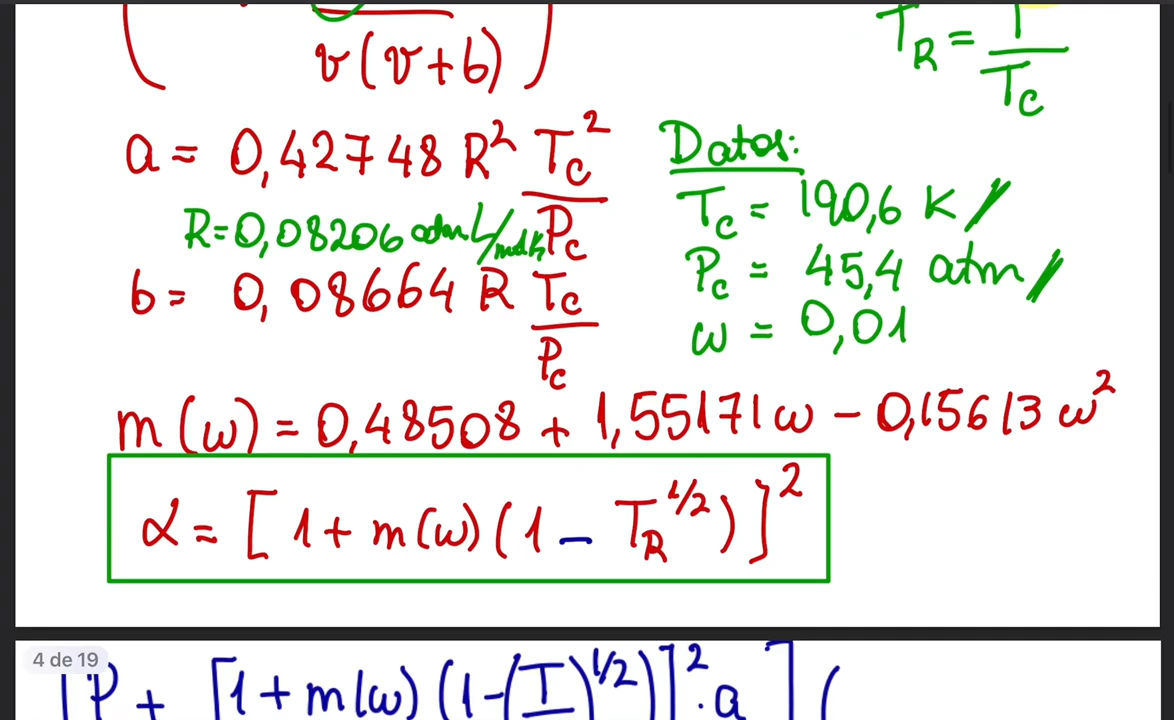 v(v+b)
T_R = T/T_C
a = 0,42748 R² T_C²/P_C
R=0,08206 atm L/mol K
b = 0,08664 R T_C/P_C
Datos:
T_C = 190,6 K
P_C = 45,4 atm
ω = 0,01
m(ω) = 0,48508 + 1,55171ω − 0,15613 ω²
α = [1 + m(ω)(1 − T_R^1/2)]²
4 de 19
[P + [1 + m(ω)(1-(T)^1/2)]² · a ] (